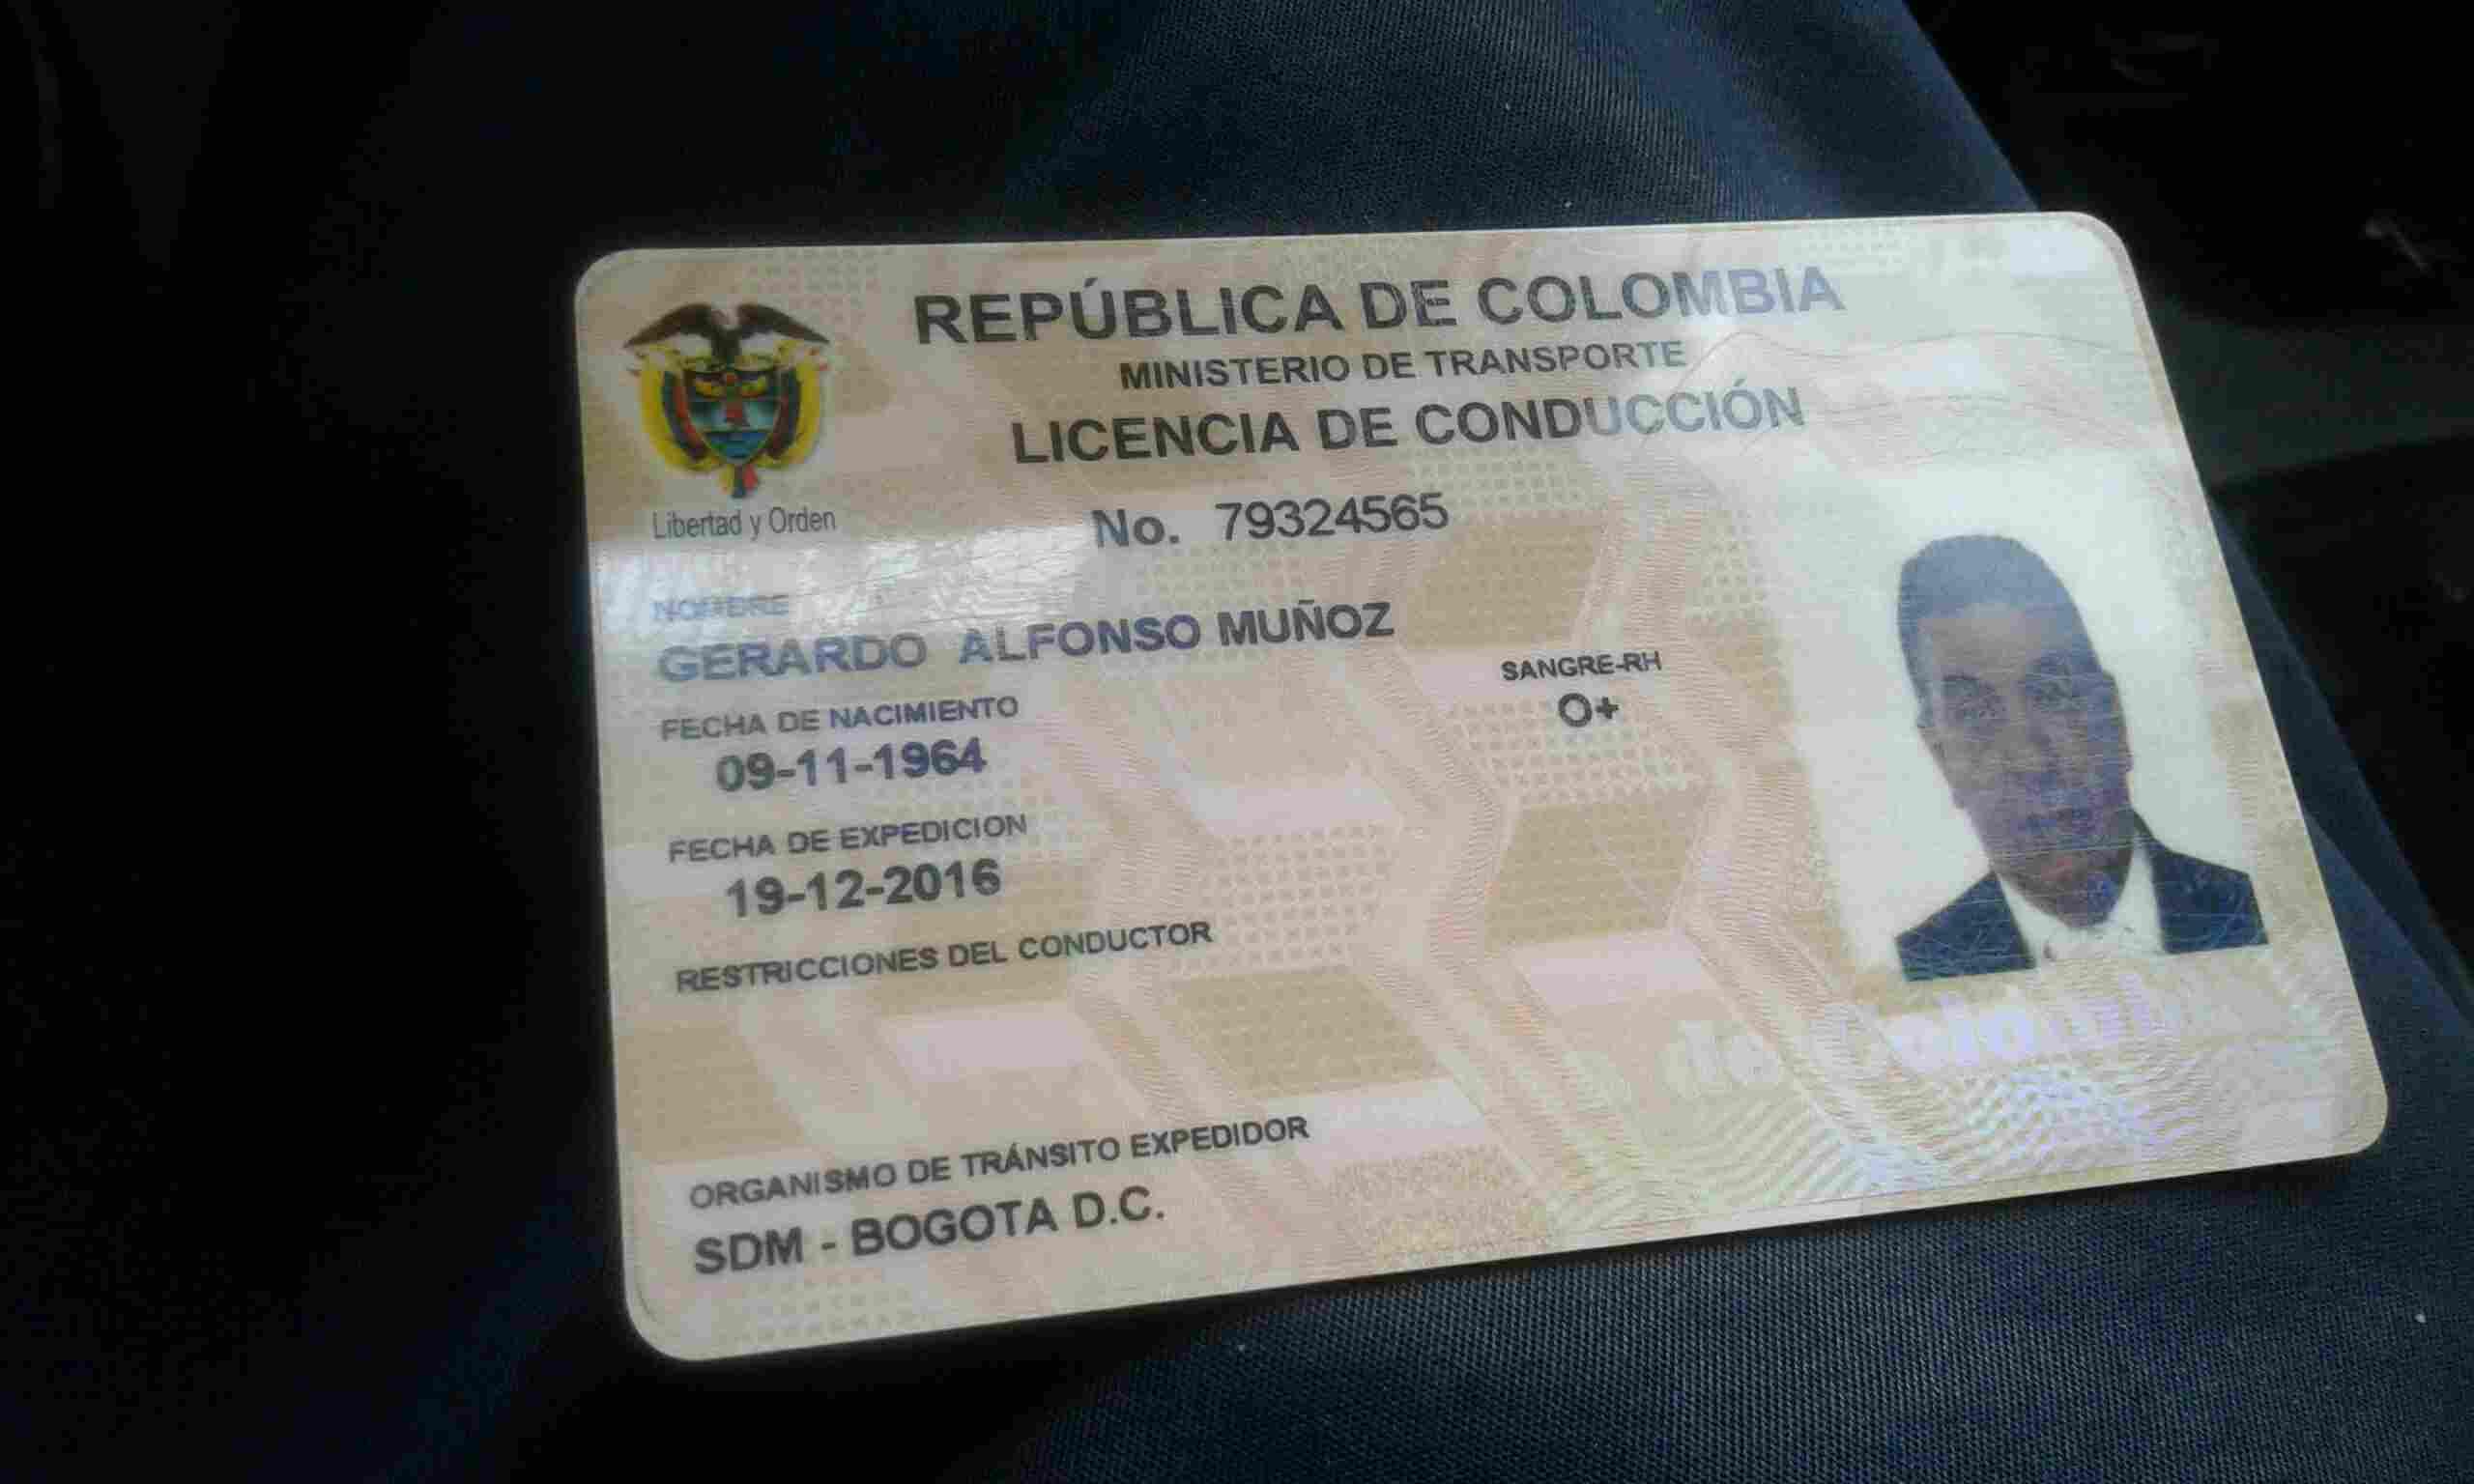 REPÚBLICA DE COLOMBIA
MINISTERIO DE TRANSPORTE
LICENCIA DE CONDUCCIÓN
Libertad y Orden
No. 79324565
NOMBRE
GERARDO ALFONSO MUÑOZ
SANGRE-RH
O+
FECHA DE NACIMIENTO
09-11-1964
FECHA DE EXPEDICION
19-12-2016
RESTRICCIONES DEL CONDUCTOR
de Colombia
ORGANISMO DE TRÁNSITO EXPEDIDOR
SDM - BOGOTA D.C.